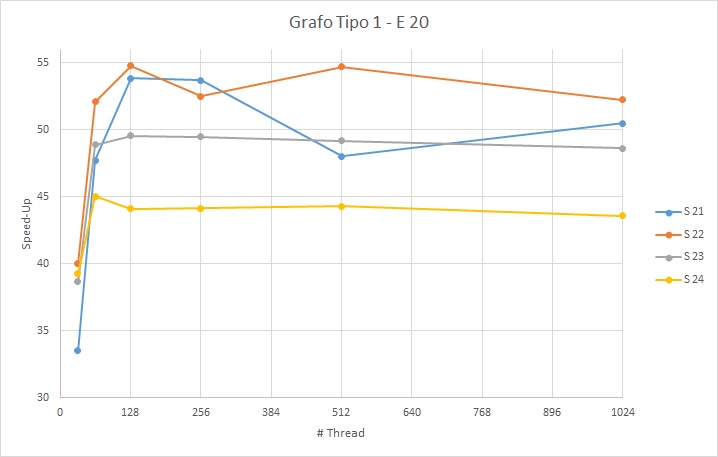 Grafo Tipo 1 - E 20
55
50
45
40
35
30
Speed-Up
0 128 256 384 512 640 768 896 1024
# Thread
S 21
S 22
S 23
S 24